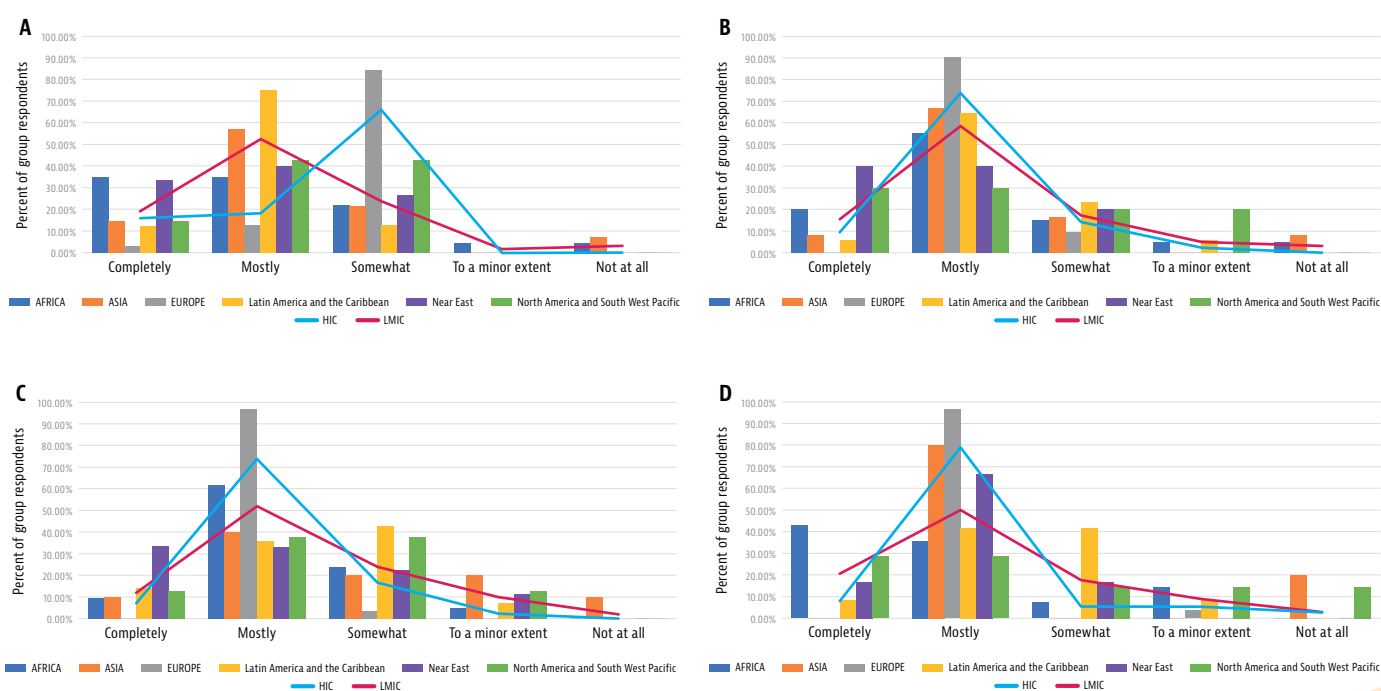 A
100.00%
90.00%
80.00%
70.00%
60.00%
50.00%
40.00%
30.00%
20.00%
10.00%
0.00%
Percent of group respondents
Completely Mostly Somewhat To a minor extent Not at all
AFRICA ASIA EUROPE Latin America and the Caribbean Near East North America and South West Pacific
HIC LMIC
B
100.00%
90.00%
80.00%
70.00%
60.00%
50.00%
40.00%
30.00%
20.00%
10.00%
0.00%
Percent of group respondents
Completely Mostly Somewhat To a minor extent Not at all
AFRICA ASIA EUROPE Latin America and the Caribbean Near East North America and South West Pacific
HIC LMIC
C
100.00%
90.00%
80.00%
70.00%
60.00%
50.00%
40.00%
30.00%
20.00%
10.00%
0.00%
Percent of group respondents
Completely Mostly Somewhat To a minor extent Not at all
AFRICA ASIA EUROPE Latin America and the Caribbean Near East North America and South West Pacific
HIC LMIC
D
100.00%
90.00%
80.00%
70.00%
60.00%
50.00%
40.00%
30.00%
20.00%
10.00%
0.00%
Percent of group respondents
Completely Mostly Somewhat To a minor extent Not at all
AFRICA ASIA EUROPE Latin America and the Caribbean Near East North America and South West Pacific
HIC LMIC